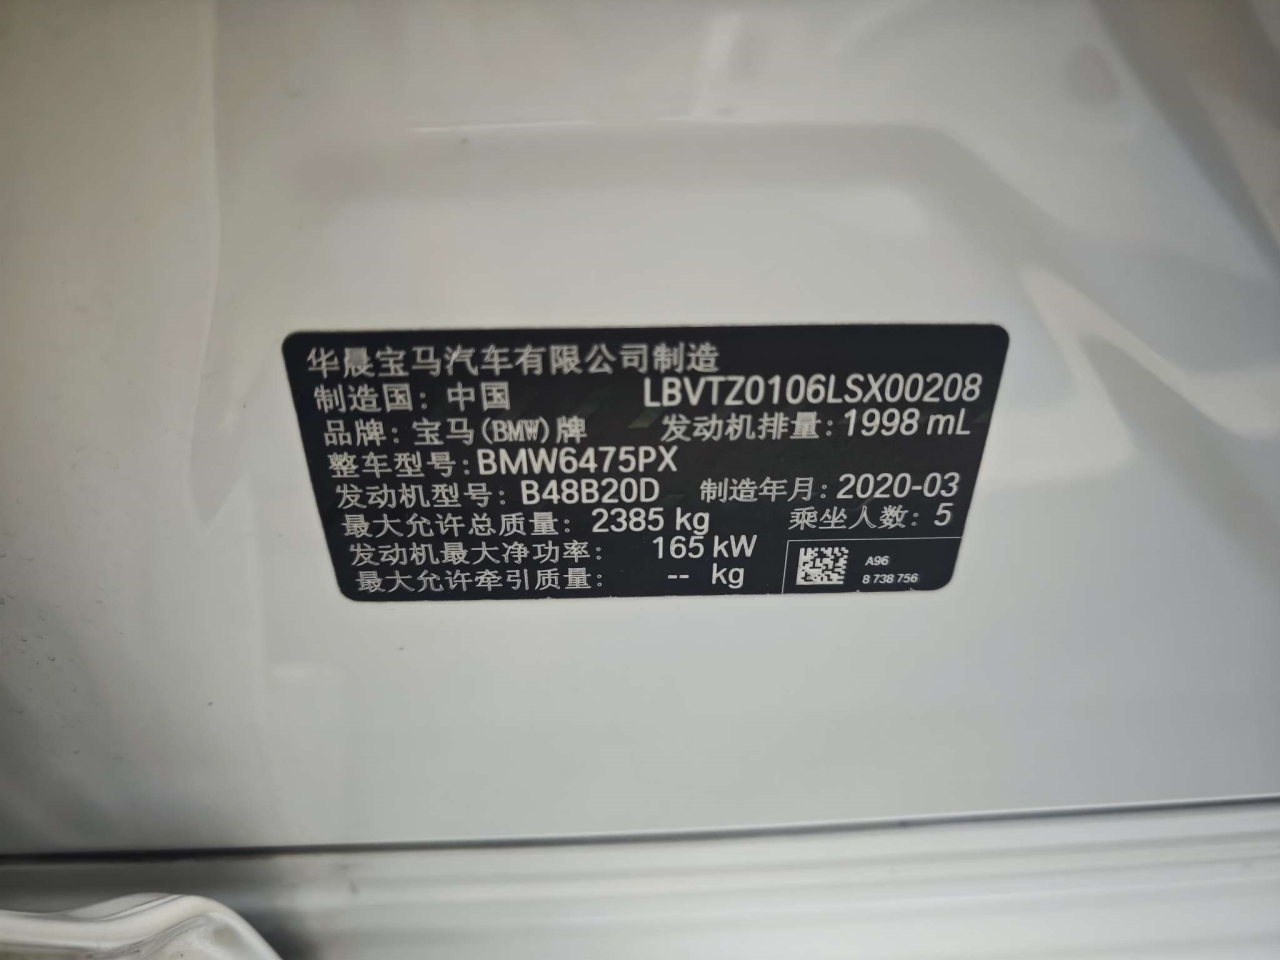 华晨宝马汽车有限公司制造
制造国：中国 LBVTZ0106LSX00208
品牌：宝马(BMW)牌 发动机排量：1998 mL
整车型号：BMW6475PX
发动机型号：B48B20D 制造年月：2020-03
最大允许总质量：2385 kg 乘坐人数：5
发动机最大净功率：165 kW
最大允许牵引质量：-- kg
A96
8 738 756